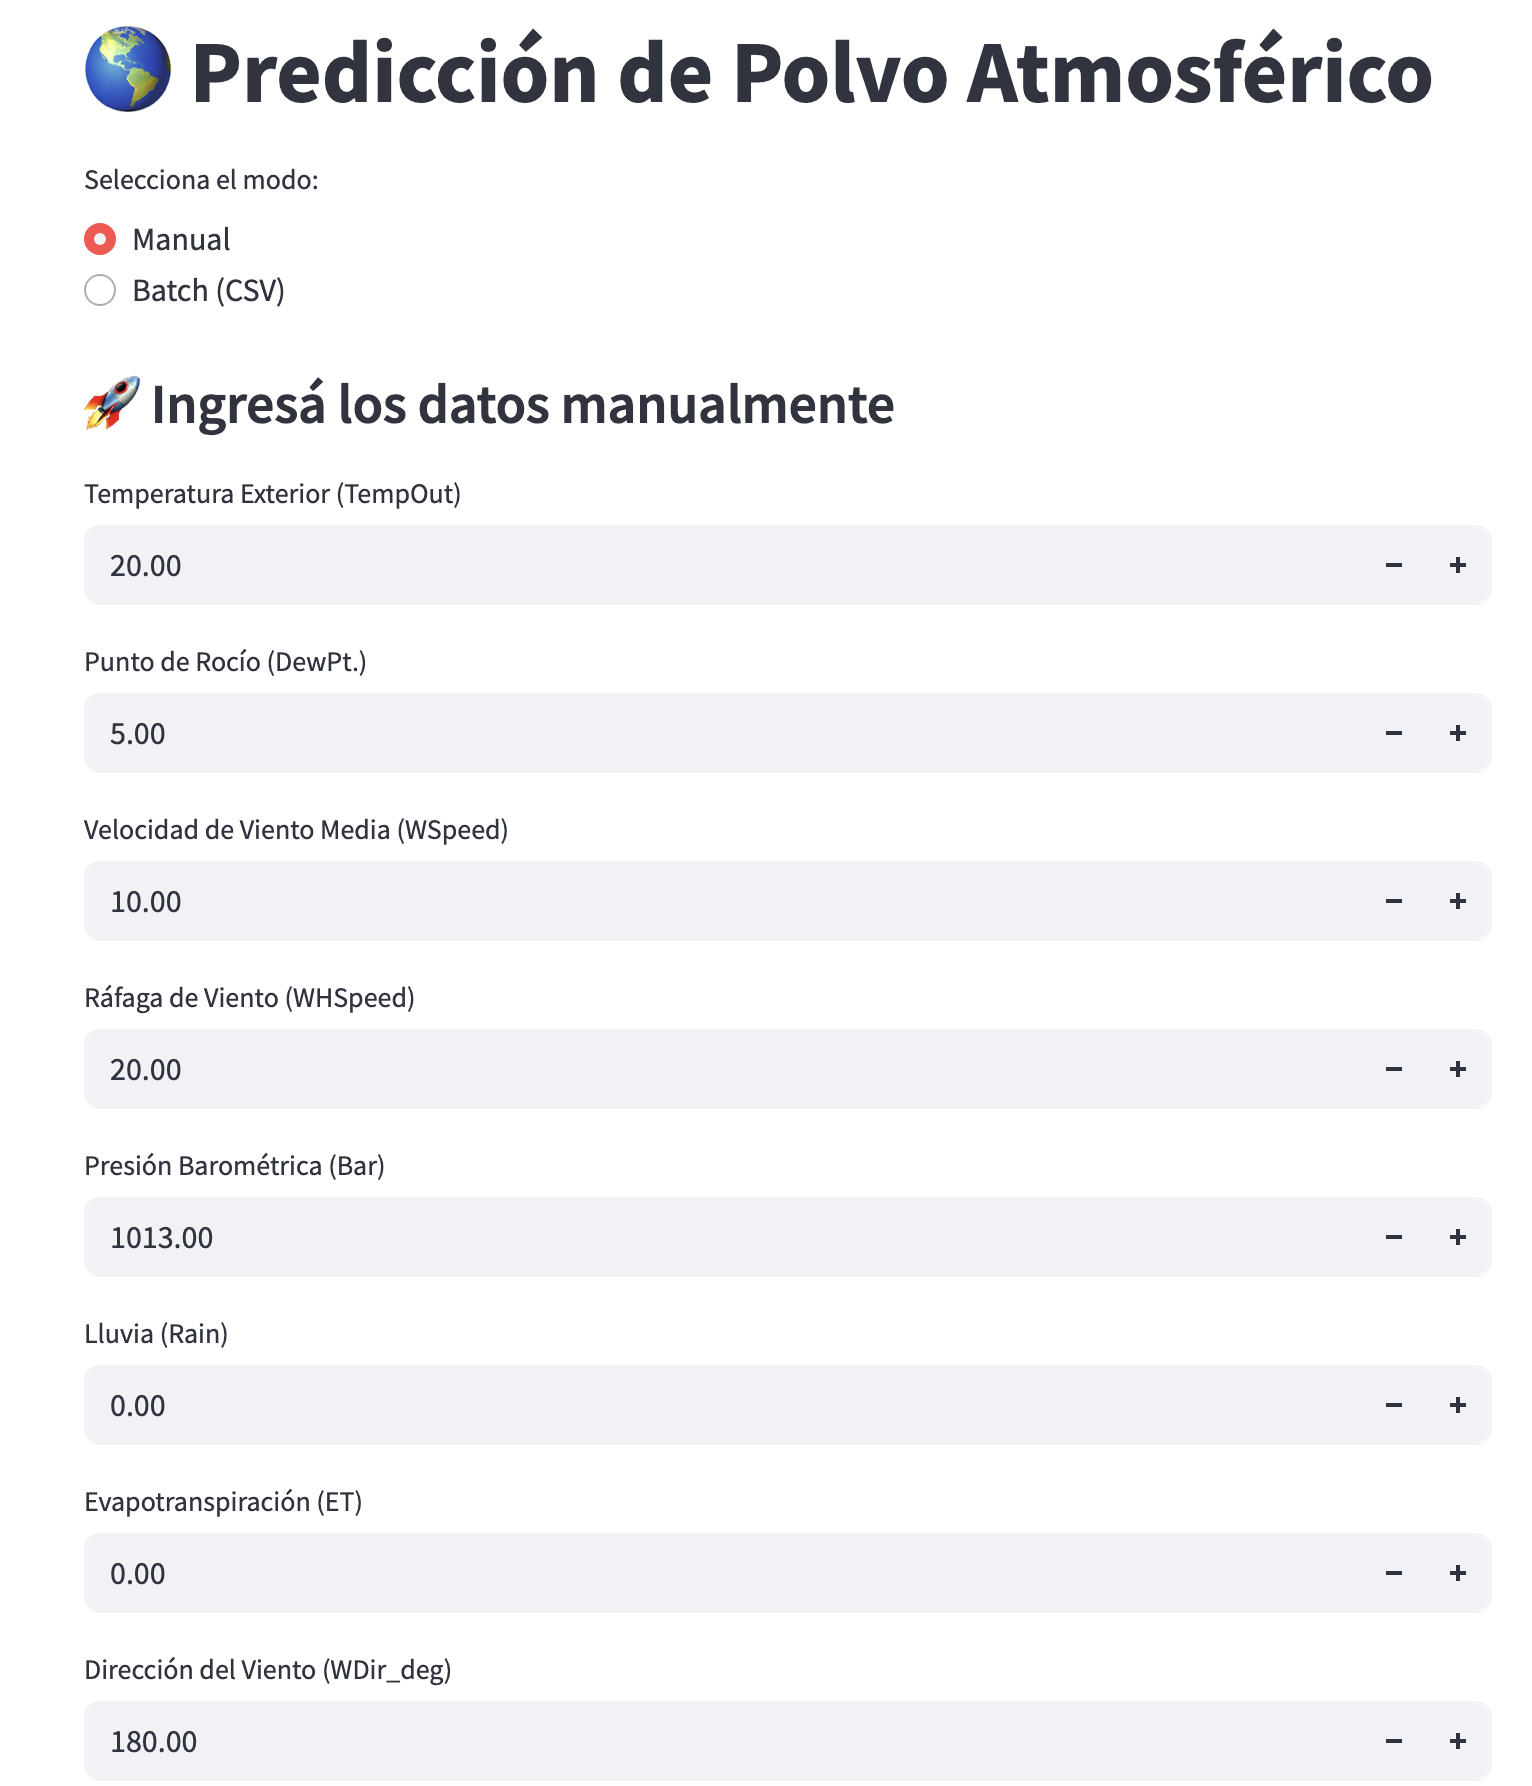 Predicción de Polvo Atmosférico
Selecciona el modo:
Manual
Batch (CSV)
Ingresá los datos manualmente
Temperatura Exterior (TempOut)
20.00
Punto de Rocío (DewPt.)
5.00
Velocidad de Viento Media (WSpeed)
10.00
Ráfaga de Viento (WHSpeed)
20.00
Presión Barométrica (Bar)
1013.00
Lluvia (Rain)
0.00
Evapotranspiración (ET)
0.00
Dirección del Viento (WDir_deg)
180.00